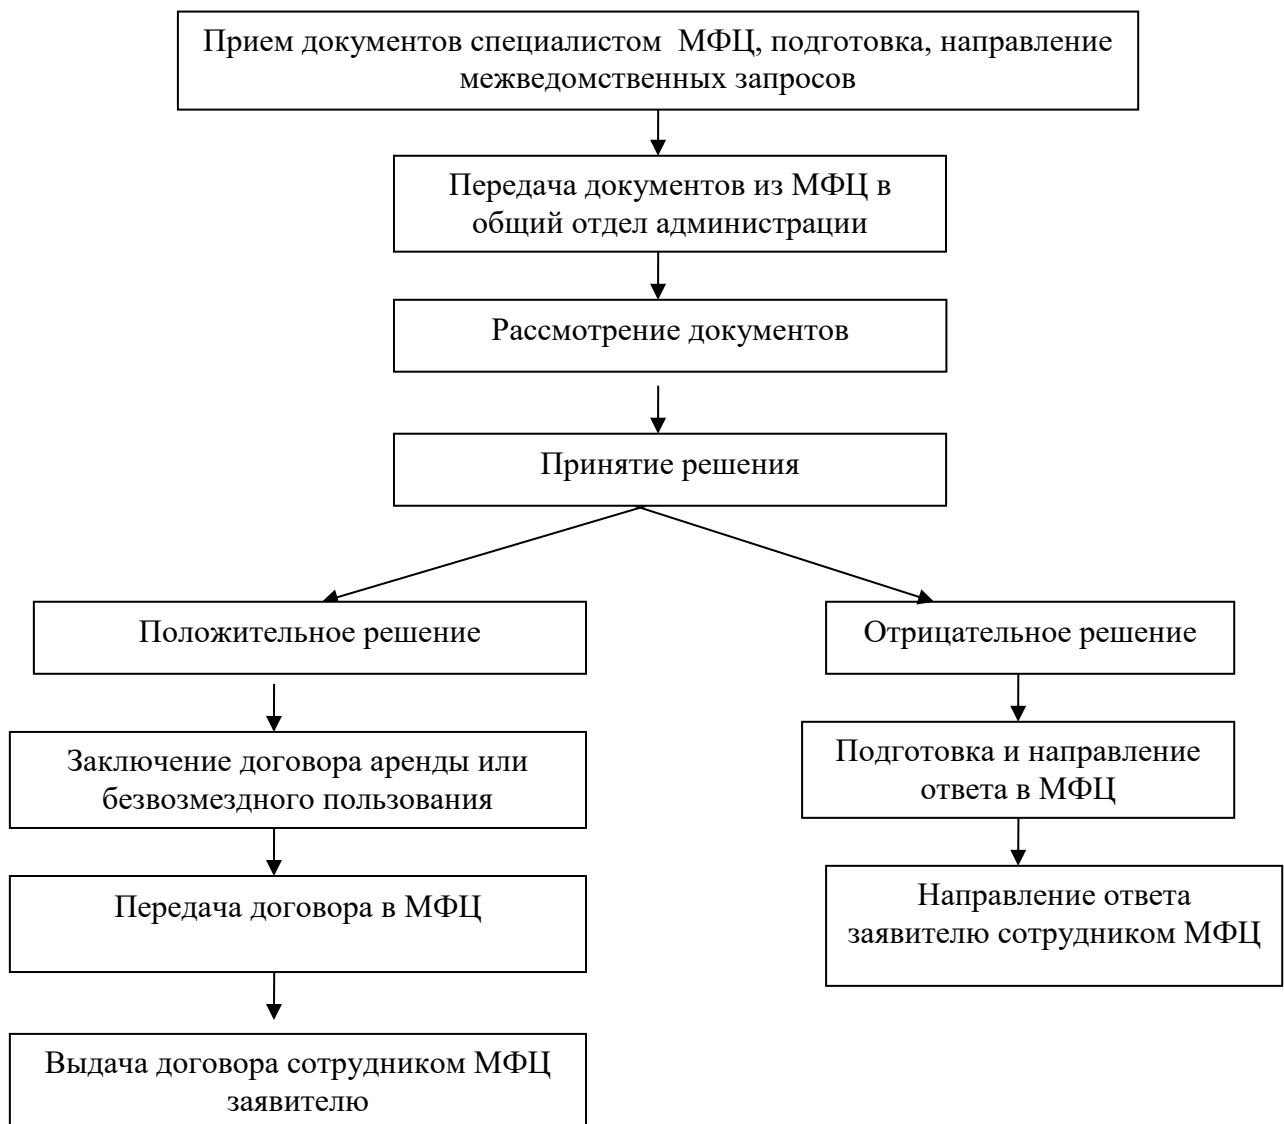 Прием документов специалистом  МФЦ, подготовка, направление
межведомственных запросов
Передача документов из МФЦ в
общий отдел администрации
Рассмотрение документов
Принятие решения
Положительное решение
Отрицательное решение
Заключение договора аренды или
безвозмездного пользования
Подготовка и направление
ответа в МФЦ
Передача договора в МФЦ
Направление ответа
заявителю сотрудником МФЦ
Выдача договора сотрудником МФЦ
заявителю